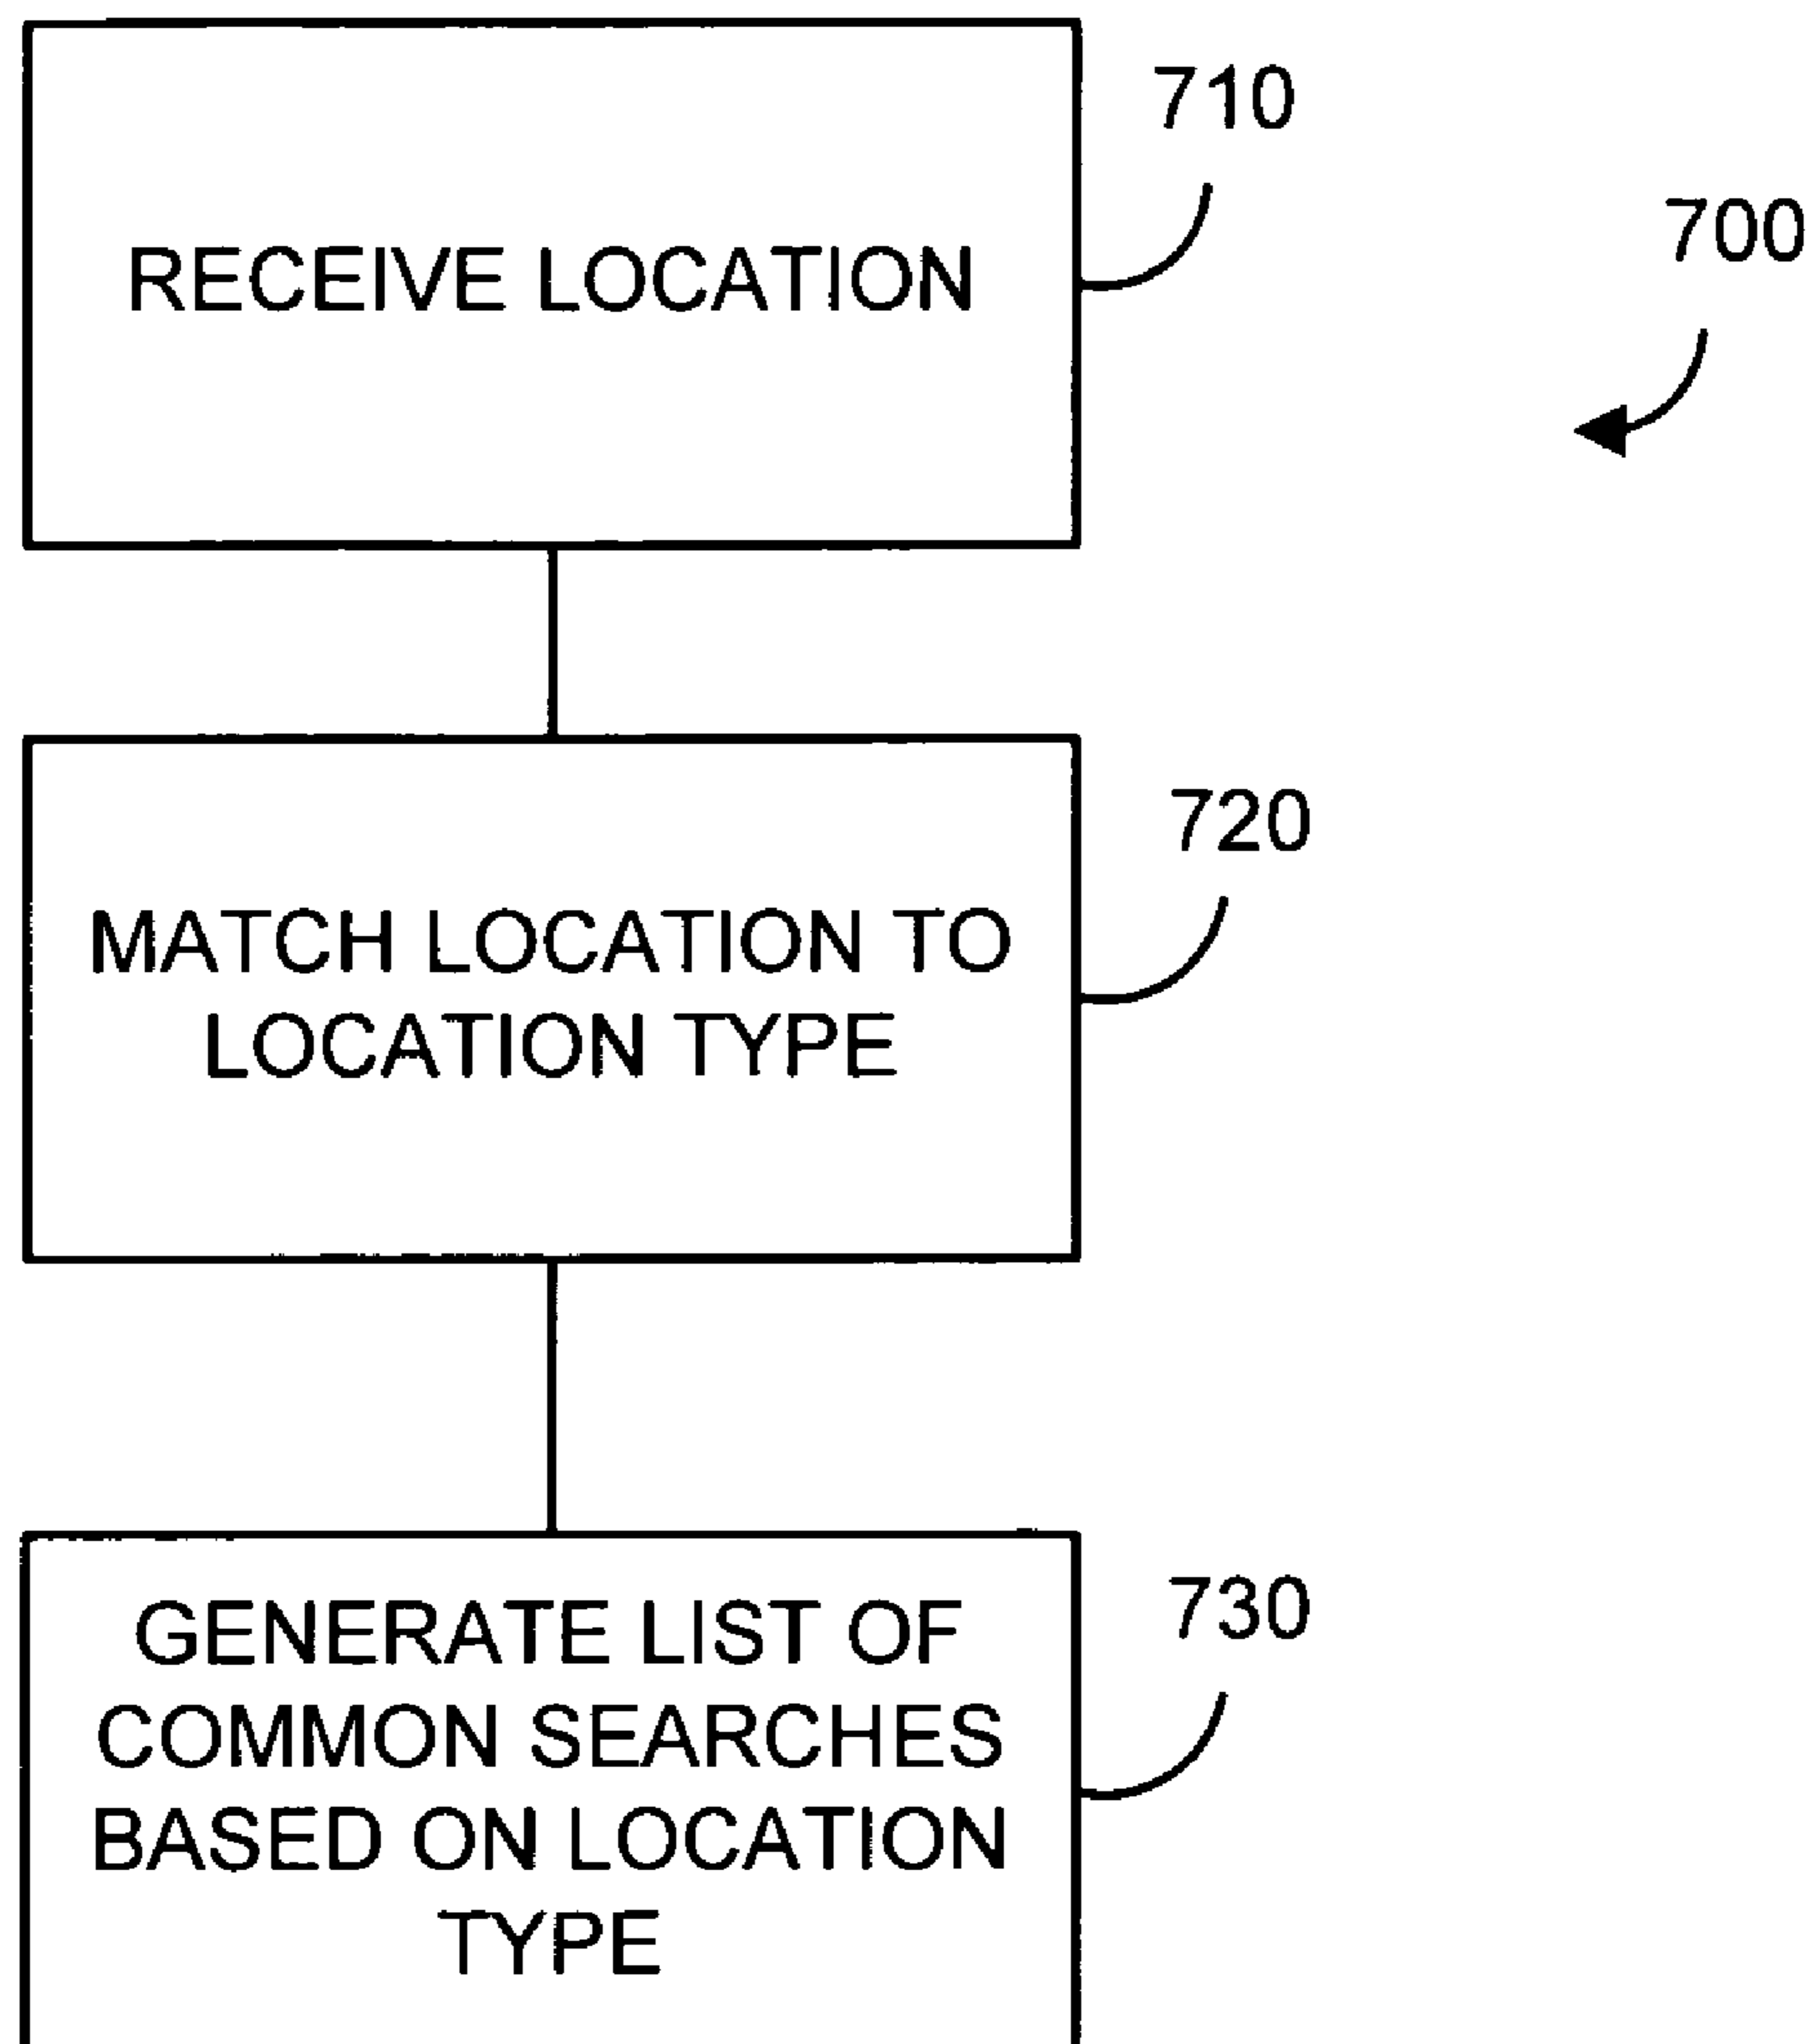 710
700
RECEIVE LOCATION
720
MATCH LOCATION TO
LOCATION TYPE
730
GENERATE LIST OF
COMMON SEARCHES
BASED ON LOCATION
TYPE